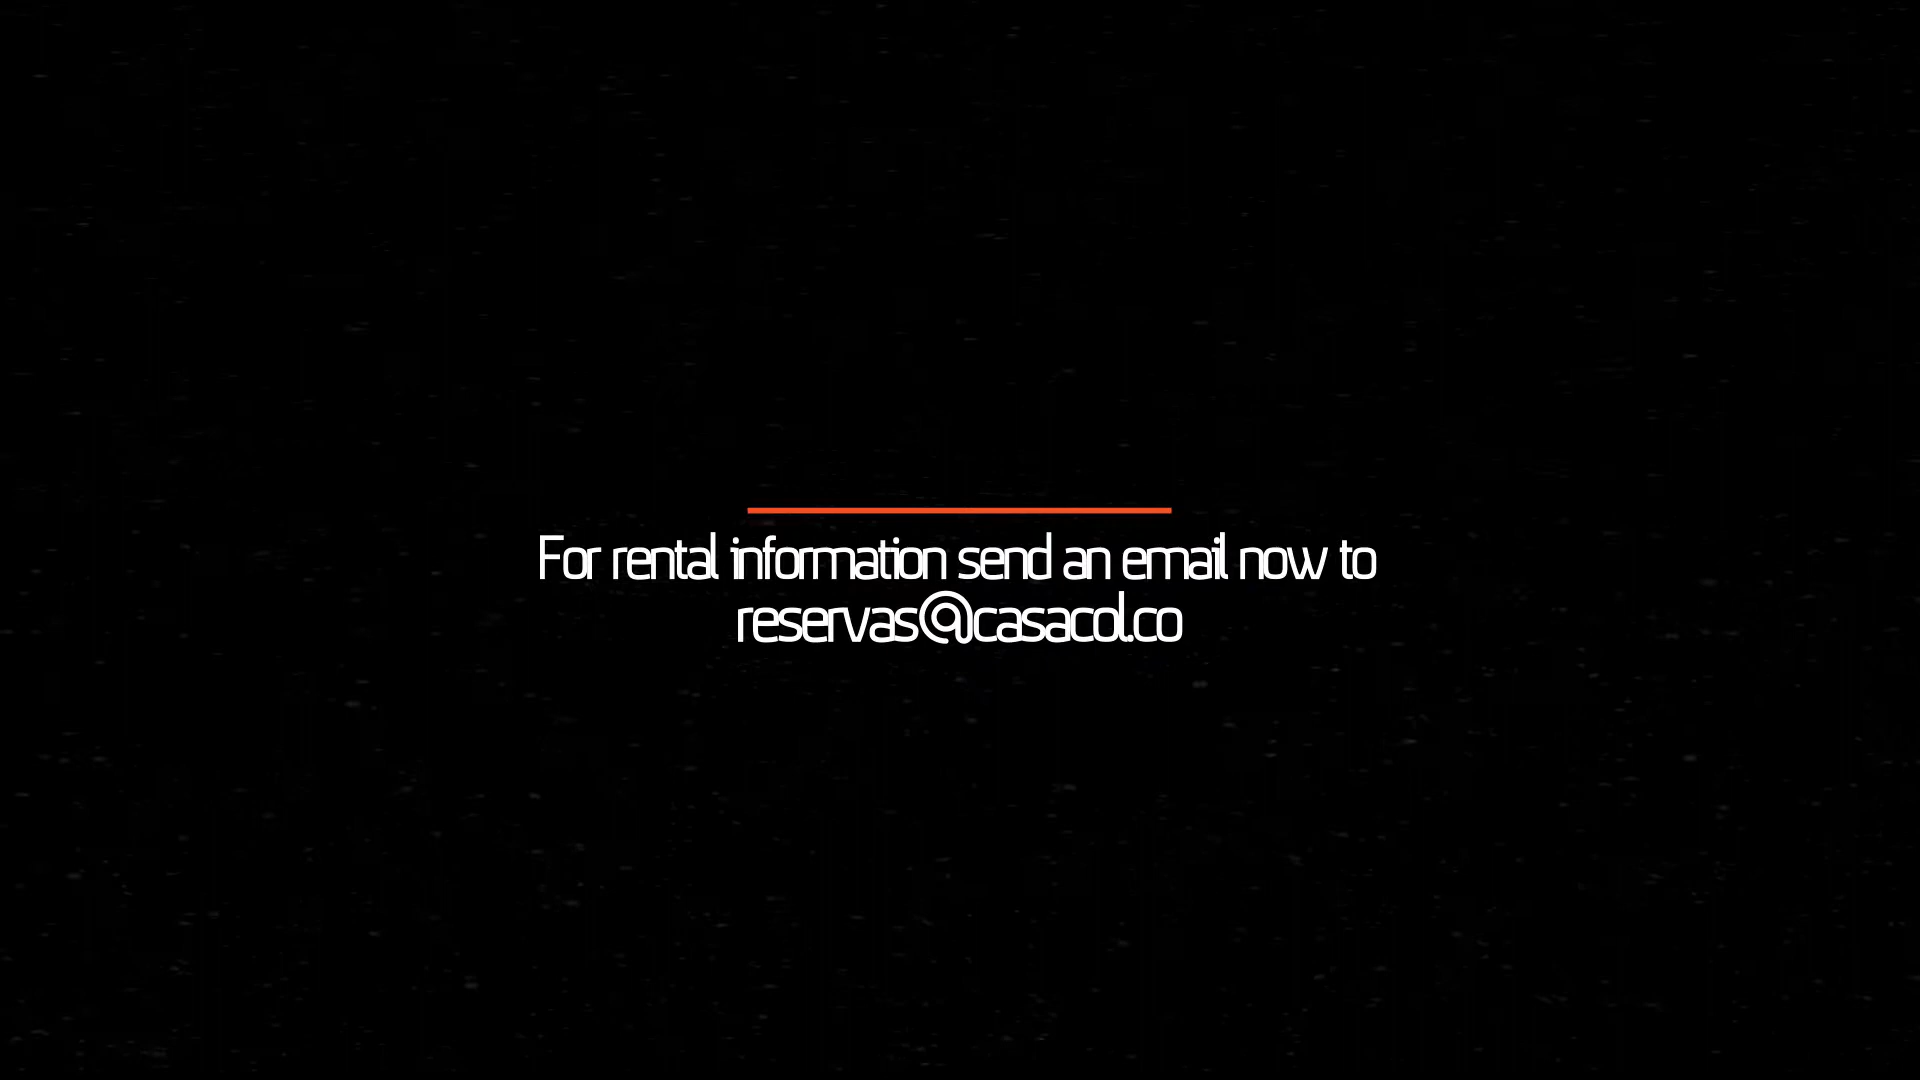 For rental information send an email now to
reservas@casacol.co